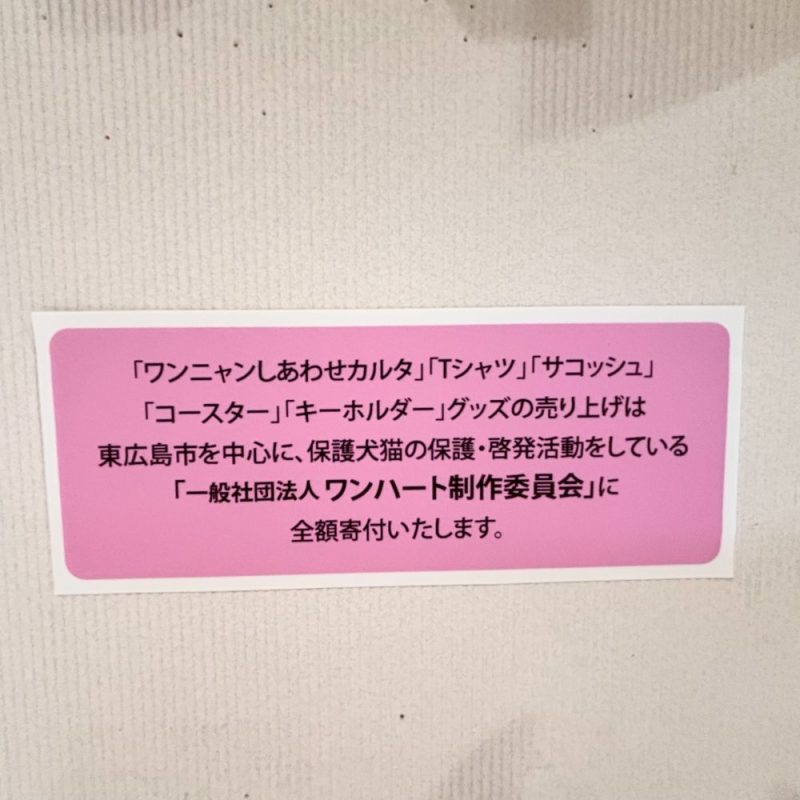 「ワンニャンしあわせカルタ」「Tシャツ」「サコッシュ」
「コースター」「キーホルダー」グッズの売り上げは
東広島市を中心に、保護犬猫の保護・啓発活動をしている
「一般社団法人 ワンハート制作委員会」に
全額寄付いたします。